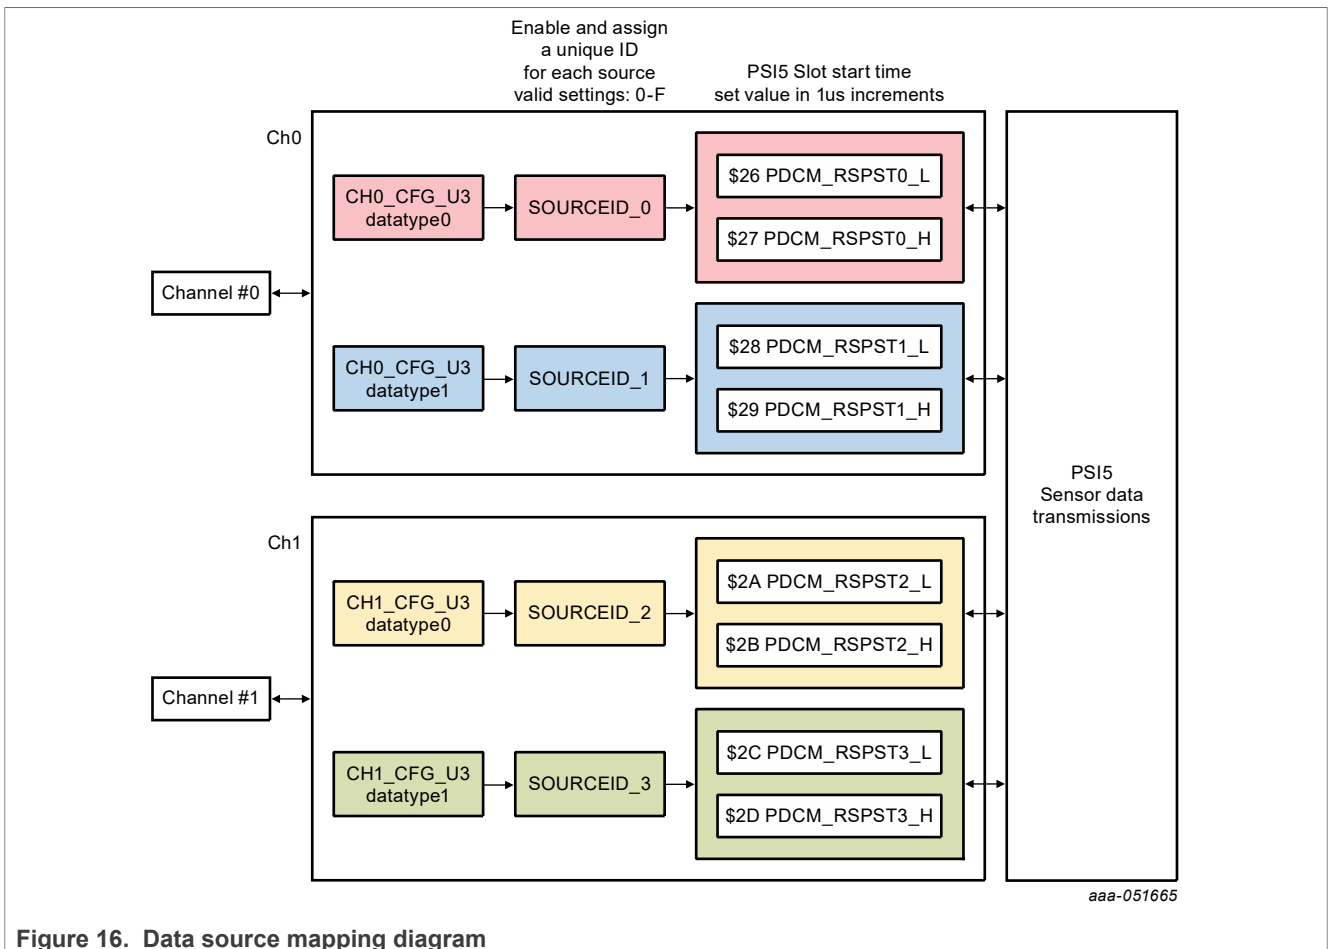 Enable and assign
a unique ID
for each source
valid settings: 0-F
PSI5 Slot start time
set value in 1us increments
Ch0
CH0_CFG_U3
datatype0
SOURCEID_0
$26 PDCM_RSPST0_L
$27 PDCM_RSPST0_H
Channel #0
CH0_CFG_U3
datatype1
SOURCEID_1
$28 PDCM_RSPST1_L
$29 PDCM_RSPST1_H
PSI5
Sensor data
transmissions
Ch1
CH1_CFG_U3
datatype0
SOURCEID_2
$2A PDCM_RSPST2_L
$2B PDCM_RSPST2_H
Channel #1
CH1_CFG_U3
datatype1
SOURCEID_3
$2C PDCM_RSPST3_L
$2D PDCM_RSPST3_H
aaa-051665
Figure 16. Data source mapping diagram